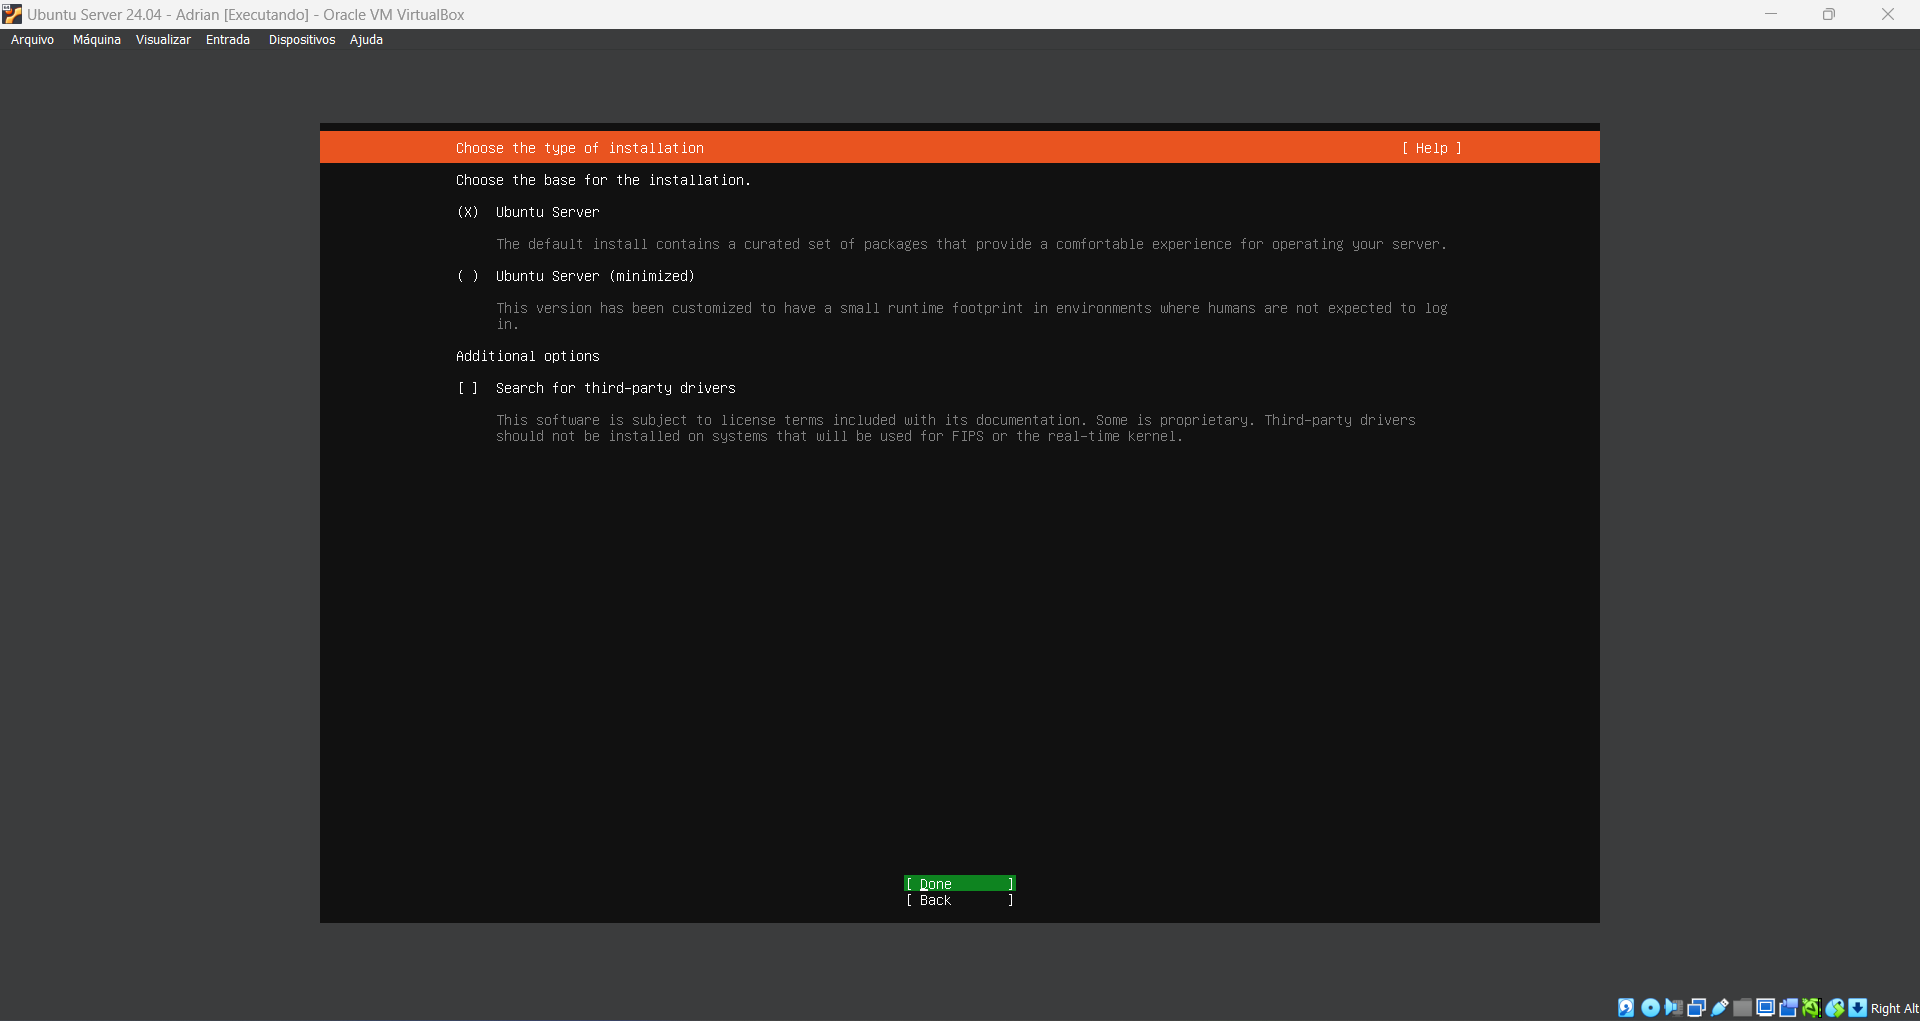 Ubuntu Server 24.04 - Adrian [Executando] - Oracle VM VirtualBox
Arquivo Máquina Visualizar Entrada Dispositivos Ajuda
Choose the type of installation [ Help ]
Choose the base for the installation.
(X) Ubuntu Server
The default install contains a curated set of packages that provide a comfortable experience for operating your server.
( ) Ubuntu Server (minimized)
This version has been customized to have a small runtime footprint in environments where humans are not expected to log
in.
Additional options
[ ] Search for third-party drivers
This software is subject to license terms included with its documentation. Some is proprietary. Third-party drivers
should not be installed on systems that will be used for FIPS or the real-time kernel.
[ Done ]
[ Back ]
Right Alt